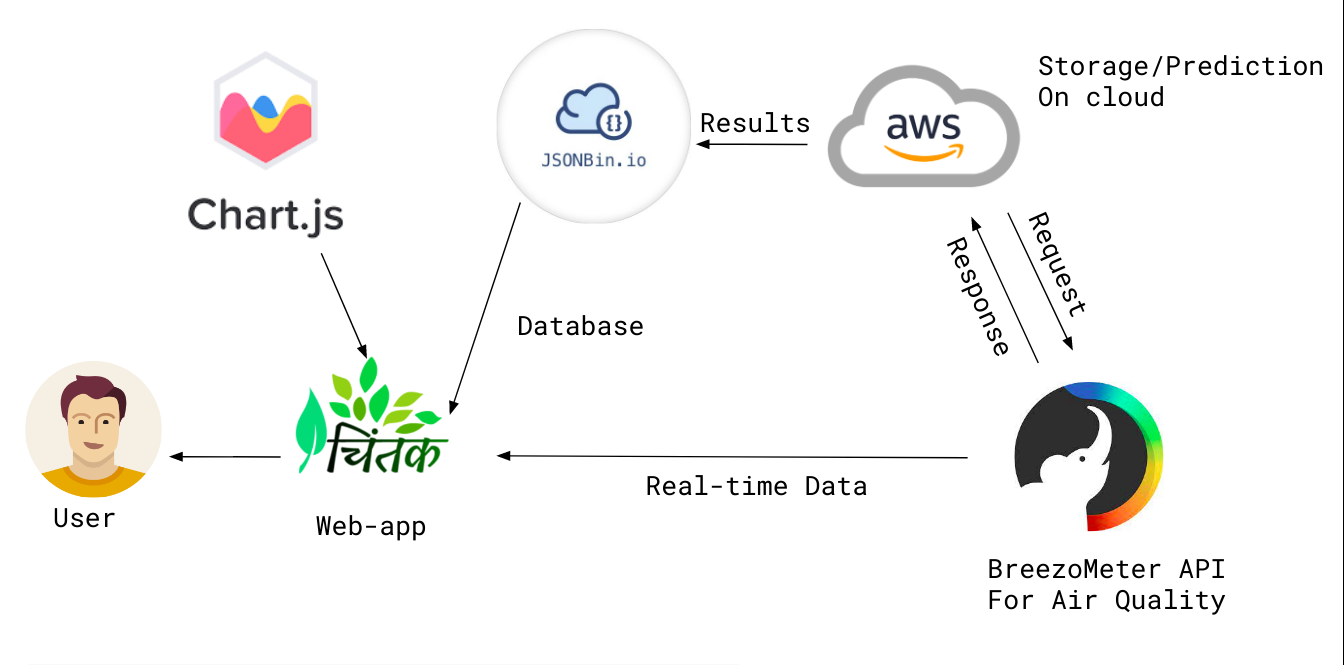 Storage/Prediction
On cloud
aws
Results
{}
JSONBin.io
Chart.js
Request
Response
Database
चिंतक
Real-time Data
User
Web-app
BreezoMeter API
For Air Quality